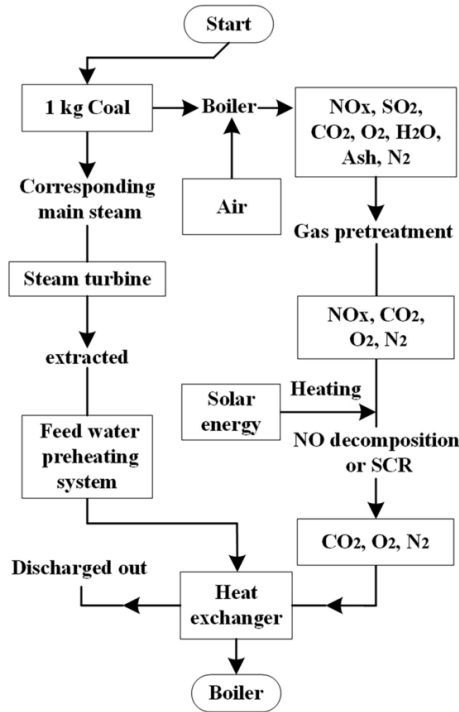 Start
1 kg Coal
Boiler
NOx, SO2,
CO2, O2, H2O,
Ash, N2
Corresponding
main steam
Air
Gas pretreatment
Steam turbine
NOx, CO2,
O2, N2
extracted
Solar
energy
Heating
Feed water
preheating
system
NO decomposition
or SCR
CO2, O2, N2
Discharged out
Heat
exchanger
Boiler